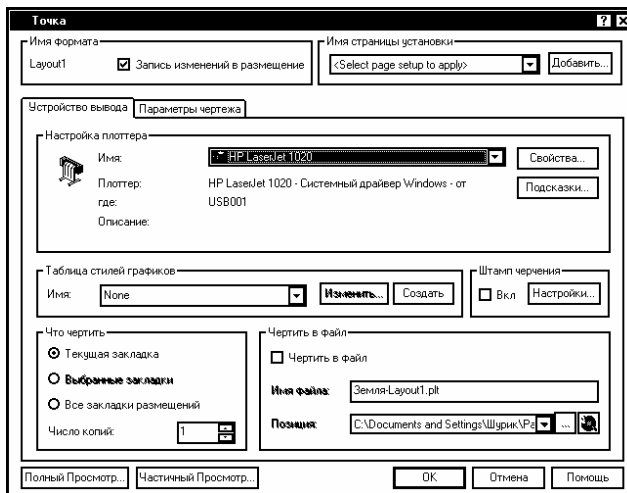 Точка
Имя формата
Имя страницы установки
Layout1
Запись изменений в размещение
<Select page setup to apply>
Добавить...
Устройство вывода
Параметры чертежа
Настройка плоттера
Имя:
HP LaserJet 1020
Свойства...
Плоттер:
HP LaserJet 1020 - Системный драйвер Windows - от
Подсказки...
где:
USB001
Описание:
Таблица стилей графиков
Штамп черчения
Имя:
None
Изменить...
Создать
Вкл
Настройки...
Что чертить
Чертить в файл
Текущая закладка
Чертить в файл
Выбранные закладки
Имя файла:
Земля-Layout1.plt
Все закладки размещений
Число копий:
1
Позиция:
C:\Documents and Settings\Шурик\Ра
...
Полный Просмотр...
Частичный Просмотр...
OK
Отмена
Помощь